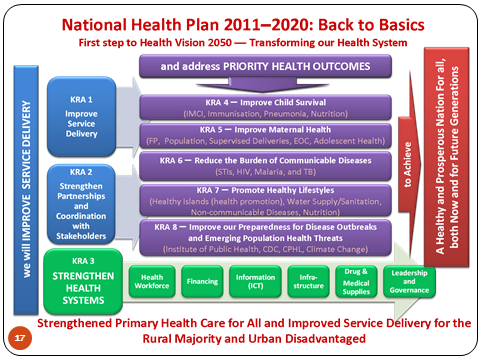 National Health Plan 2011–2020: Back to Basics
First step to Health Vision 2050 — Transforming our Health System
we will IMPROVE SERVICE DELIVERY
KRA 1
Improve
Service
Delivery
KRA 2
Strengthen
Partnerships
and
Coordination
with
Stakeholders
KRA 3
STRENGTHEN
HEALTH
SYSTEMS
and address PRIORITY HEALTH OUTCOMES
KRA 4 — Improve Child Survival
(IMCI, Immunisation, Pneumonia, Nutrition)
KRA 5 — Improve Maternal Health
(FP, Population, Supervised Deliveries, EOC, Adolescent Health)
KRA 6 — Reduce the Burden of Communicable Diseases
(STIs, HIV, Malaria, and TB)
KRA 7 — Promote Healthy Lifestyles
(Healthy Islands (health promotion), Water Supply/Sanitation,
Non-communicable Diseases, Nutrition)
KRA 8 — Improve our Preparedness for Disease Outbreaks
and Emerging Population Health Threats
(Institute of Public Health, CDC, CPHL, Climate Change)
Health
Workforce
Financing
Information
(ICT)
Infra-
structure
Drug &
Medical
Supplies
Leadership
and
Governance
to Achieve
A Healthy and Prosperous Nation For all,
both Now and for Future Generations
Strengthened Primary Health Care for All and Improved Service Delivery for the
Rural Majority and Urban Disadvantaged
17